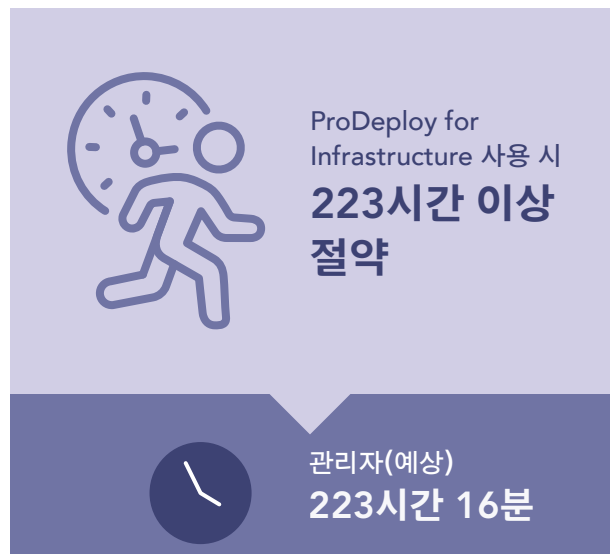 ProDeploy for
Infrastructure 사용 시
223시간 이상
절약
관리자(예상)
223시간 16분